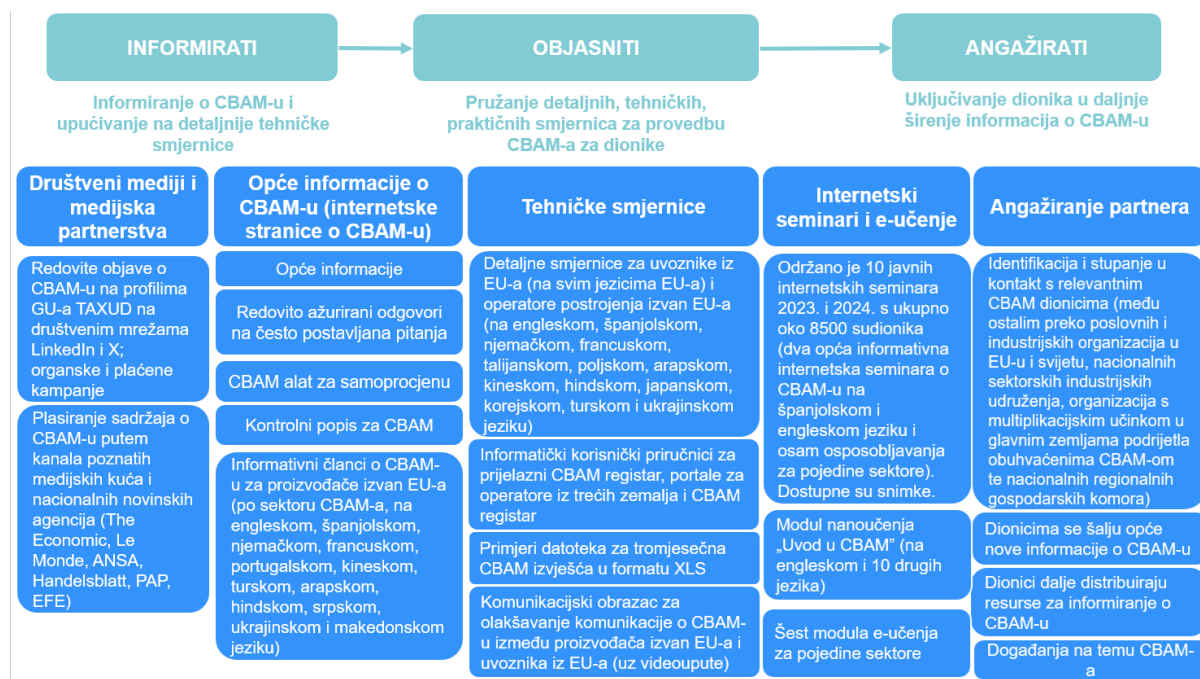 INFORMIRATI
OBJASNITI
ANGAŽIRATI
Informiranje o CBAM-u i
upućivanje na detaljnije tehničke
smjernice
Pružanje detaljnih, tehničkih,
praktičnih smjernica za provedbu
CBAM-a za dionike
Uključivanje dionika u daljnje
širenje informacija o CBAM-u
Društveni mediji i
medijska
partnerstva
Redovite objave o
CBAM-u na profilima
GU-a TAXUD na
društvenim mrežama
LinkedIn i X;
organske i plaćene
kampanje
Plasiranje sadržaja o
CBAM-u putem
kanala poznatih
medijskih kuća i
nacionalnih novinskih
agencija (The
Economic, Le
Monde, ANSA,
Handelsblatt, PAP,
EFE)
Opće informacije o
CBAM-u (internetske
stranice o CBAM-u)
Opće informacije
Redovito ažurirani odgovori
na često postavljana pitanja
CBAM alat za samoprocjenu
Kontrolni popis za CBAM
Informativni članci o CBAM-
u za proizvođače izvan EU-a
(po sektoru CBAM-a, na
engleskom, španjolskom,
njemačkom, francuskom,
portugalskom, kineskom,
turskom, arapskom,
hindskom, srpskom,
ukrajinskom i makedonskom
jeziku)
Tehničke smjernice
Detaljne smjernice za uvoznike iz
EU-a (na svim jezicima EU-a) i
operatore postrojenja izvan EU-a
(na engleskom, španjolskom,
njemačkom, francuskom,
talijanskom, poljskom, arapskom,
kineskom, hindskom, japanskom,
korejskom, turskom i ukrajinskom
jeziku)
Informatički korisnički priručnici za
prijelazni CBAM registar, portale za
operatore iz trećih zemalja i CBAM
registar
Primjeri datoteka za tromjesečna
CBAM izvješća u formatu XLS
Komunikacijski obrazac za
olakšavanje komunikacije o CBAM-
u između proizvođača izvan EU-a i
uvoznika iz EU-a (uz videoupute)
Internetski
seminari i e-učenje
Održano je 10 javnih
internetskih seminara
2023. i 2024. s ukupno
oko 8500 sudionika
(dva opća informativna
internetska seminara o
CBAM-u na
španjolskom i
engleskom jeziku i
osam osposobljavanja
za pojedine sektore).
Dostupne su snimke.
Modul nanoučenja
„Uvod u CBAM” (na
engleskom i 10 drugih
jezika)
Šest modula e-učenja
za pojedine sektore
Angažiranje partnera
Identifikacija i stupanje u
kontakt s relevantnim
CBAM dionicima (među
ostalim preko poslovnih i
industrijskih organizacija u
EU-u i svijetu, nacionalnih
sektorskih industrijskih
udruženja, organizacija s
multiplikacijskim učinkom u
glavnim zemljama podrijetla
obuhvaćenima CBAM-om
te nacionalnih regionalnih
gospodarskih komora)
Dionicima se šalju opće
nove informacije o CBAM-u
Dionici dalje distribuiraju
resurse za informiranje o
CBAM-u
Događanja na temu CBAM-
a